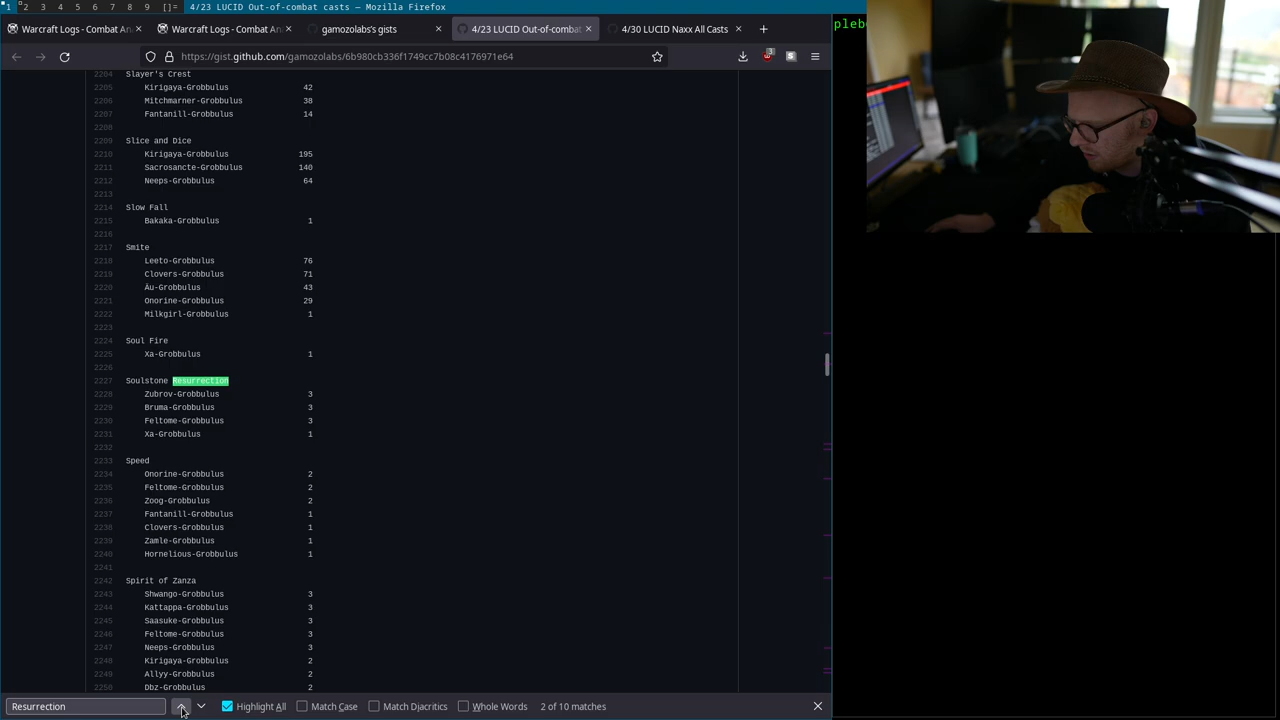 1 2 3 4 5 6 7 8 9 []= 4/23 LUCID Out-of-combat casts — Mozilla Firefox
Warcraft Logs - Combat An
Warcraft Logs - Combat An
gamozolabs's gists
4/23 LUCID Out-of-combat
4/30 LUCID Naxx All Casts
https://gist.github.com/gamozolabs/6b980cb336f1749cc7b08c4176971e64
3
S
pleb
2204 Slayer's Crest
2205 Kirigaya-Grobbulus 42
2206 Mitchmarner-Grobbulus 38
2207 Fantanill-Grobbulus 14
2208
2209 Slice and Dice
2210 Kirigaya-Grobbulus 195
2211 Sacrosancte-Grobbulus 140
2212 Neeps-Grobbulus 64
2213
2214 Slow Fall
2215 Bakaka-Grobbulus 1
2216
2217 Smite
2218 Leeto-Grobbulus 76
2219 Clovers-Grobbulus 71
2220 Äu-Grobbulus 43
2221 Onorine-Grobbulus 29
2222 Milkgirl-Grobbulus 1
2223
2224 Soul Fire
2225 Xa-Grobbulus 1
2226
2227 Soulstone Resurrection
2228 Zubrov-Grobbulus 3
2229 Bruma-Grobbulus 3
2230 Feltome-Grobbulus 3
2231 Xa-Grobbulus 1
2232
2233 Speed
2234 Onorine-Grobbulus 2
2235 Feltome-Grobbulus 2
2236 Zoog-Grobbulus 2
2237 Fantanill-Grobbulus 1
2238 Clovers-Grobbulus 1
2239 Zamle-Grobbulus 1
2240 Hornelious-Grobbulus 1
2241
2242 Spirit of Zanza
2243 Shwango-Grobbulus 3
2244 Kattappa-Grobbulus 3
2245 Saasuke-Grobbulus 3
2246 Feltome-Grobbulus 3
2247 Neeps-Grobbulus 3
2248 Kirigaya-Grobbulus 2
2249 Allyy-Grobbulus 2
2250 Dbz-Grobbulus 2
Resurrection
Highlight All
Match Case
Match Diacritics
Whole Words
2 of 10 matches